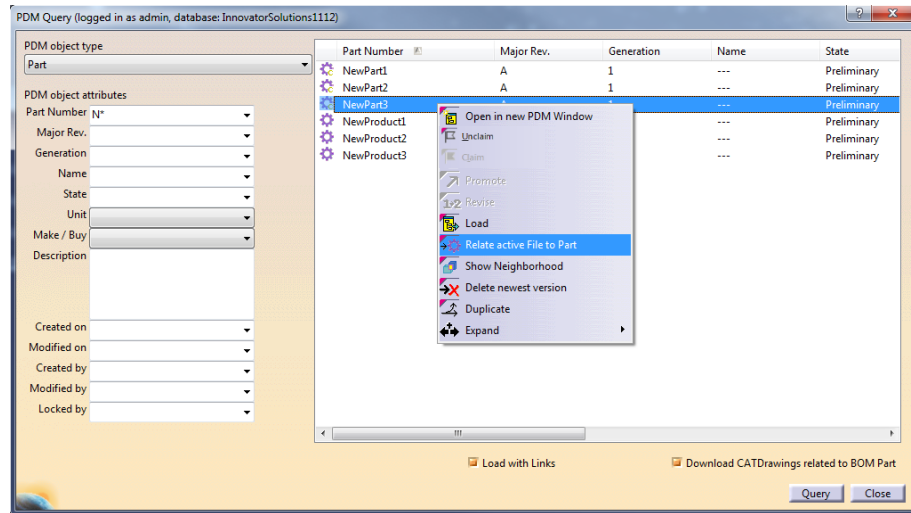 PDM Query (logged in as admin, database: InnovatorSolutions1112)
PDM object type
Part
PDM object attributes
Part Number N*
Major Rev.
Generation
Name
State
Unit
Make / Buy
Description
Created on
Modified on
Created by
Modified by
Locked by
Part Number Major Rev. Generation Name State
NewPart1 A 1 --- Preliminary
NewPart2 A 1 --- Preliminary
NewPart3 --- Preliminary
NewProduct1 --- Preliminary
NewProduct2 --- Preliminary
NewProduct3 --- Preliminary
Open in new PDM Window
Unclaim
Claim
Promote
Revise
Load
Relate active File to Part
Show Neighborhood
Delete newest version
Duplicate
Expand
Load with Links
Download CATDrawings related to BOM Part
Query Close